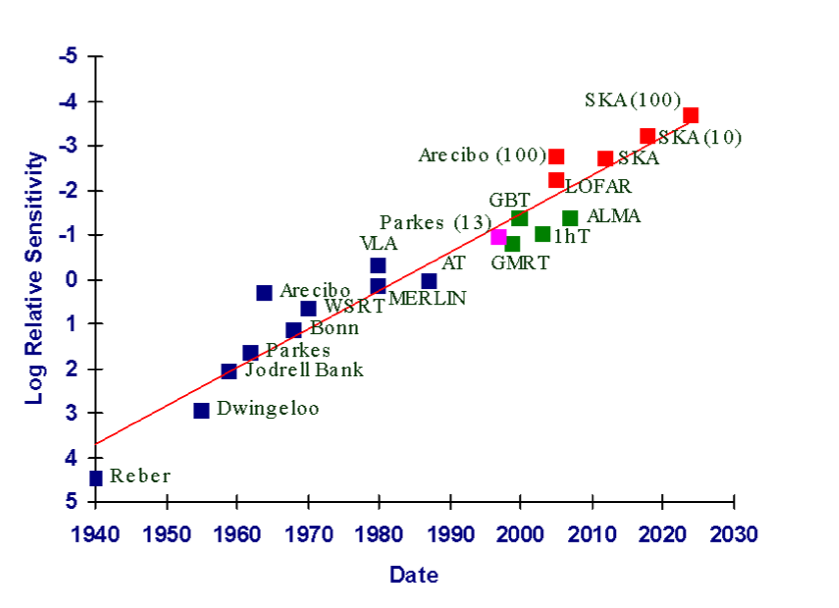 -5
-4
SKA (100)
-3
SKA (10)
Arecibo (100)
SKA
-2
LOFAR
GBT
ALMA
Parkes (13)
-1
1hT
VLA
GMRT
AT
0
Arecibo
MERLIN
WSRT
1
Bonn
Parkes
2
Jodrell Bank
3
Dwingeloo
4
Reber
5
Log Relative Sensitivity
1940 1950 1960 1970 1980 1990 2000 2010 2020 2030
Date